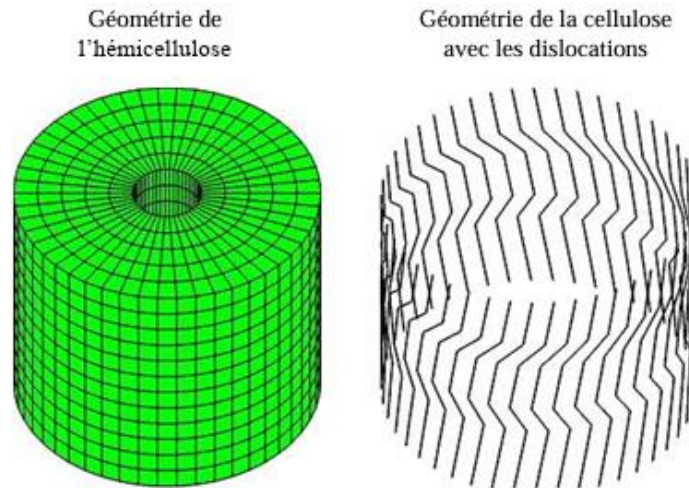 Géométrie de
l'hémicellulose
Géométrie de la cellulose
avec les dislocations